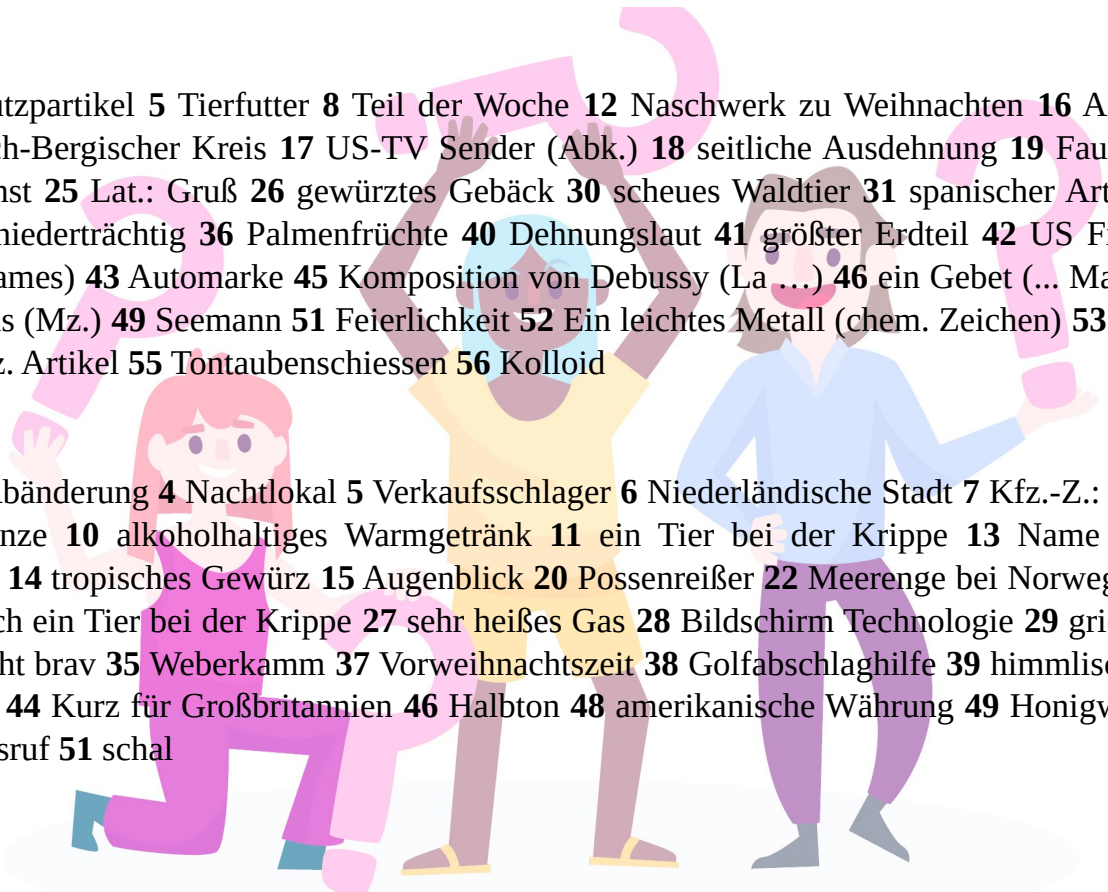 utzpartikel 5 Tierfutter 8 Teil der Woche 12 Naschwerk zu Weihnachten 16 A
ch-Bergischer Kreis 17 US-TV Sender (Abk.) 18 seitliche Ausdehnung 19 Fau
nst 25 Lat.: Gruß 26 gewürztes Gebäck 30 scheues Waldtier 31 spanischer Art
niederträchtig 36 Palmenfrüchte 40 Dehnungslaut 41 größter Erdteil 42 US F
ames) 43 Automarke 45 Komposition von Debussy (La …) 46 ein Gebet (... Ma
s (Mz.) 49 Seemann 51 Feierlichkeit 52 Ein leichtes Metall (chem. Zeichen) 53
z. Artikel 55 Tontaubenschiessen 56 Kolloid
lbänderung 4 Nachtlokal 5 Verkaufsschlager 6 Niederländische Stadt 7 Kfz.-Z.:
nze 10 alkoholhaltiges Warmgetränk 11 ein Tier bei der Krippe 13 Name
14 tropisches Gewürz 15 Augenblick 20 Possenreißer 22 Meerenge bei Norweg
ch ein Tier bei der Krippe 27 sehr heißes Gas 28 Bildschirm Technologie 29 gri
ht brav 35 Weberkamm 37 Vorweihnachtszeit 38 Golfabschlaghilfe 39 himmlisc
44 Kurz für Großbritannien 46 Halbton 48 amerikanische Währung 49 Honigw
sruf 51 schal